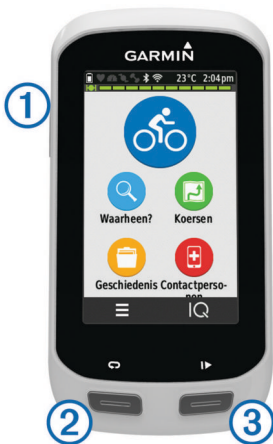 GARMIN
23°C 2:04pm
1
Waarheen?
Koersen
Geschiedenis
Contactperso-
nen
IQ
2
3